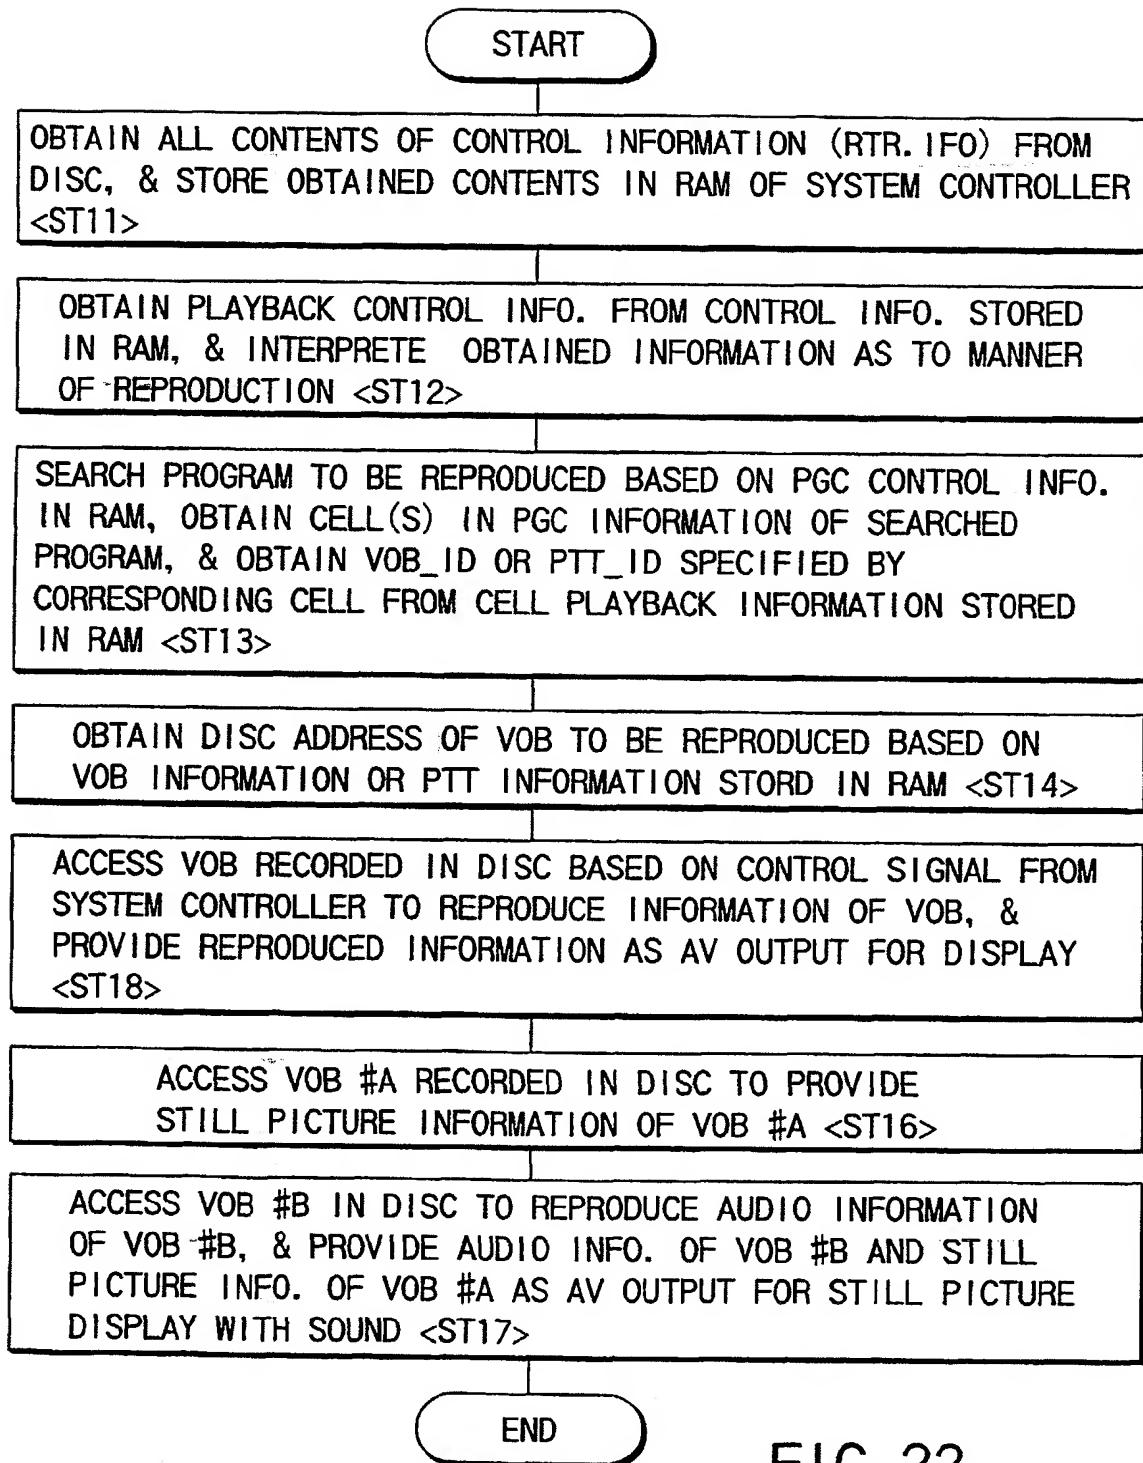 START
OBTAIN ALL CONTENTS OF CONTROL INFORMATION (RTR.IFO) FROM
DISC, & STORE OBTAINED CONTENTS IN RAM OF SYSTEM CONTROLLER
<ST11>
OBTAIN PLAYBACK CONTROL INFO. FROM CONTROL INFO. STORED
IN RAM, & INTERPRETE OBTAINED INFORMATION AS TO MANNER
OF REPRODUCTION <ST12>
SEARCH PROGRAM TO BE REPRODUCED BASED ON PGC CONTROL INFO.
IN RAM, OBTAIN CELL(S) IN PGC INFORMATION OF SEARCHED
PROGRAM, & OBTAIN VOB_ID OR PTT_ID SPECIFIED BY
CORRESPONDING CELL FROM CELL PLAYBACK INFORMATION STORED
IN RAM <ST13>
OBTAIN DISC ADDRESS OF VOB TO BE REPRODUCED BASED ON
VOB INFORMATION OR PTT INFORMATION STORD IN RAM <ST14>
ACCESS VOB RECORDED IN DISC BASED ON CONTROL SIGNAL FROM
SYSTEM CONTROLLER TO REPRODUCE INFORMATION OF VOB, &
PROVIDE REPRODUCED INFORMATION AS AV OUTPUT FOR DISPLAY
<ST18>
ACCESS VOB #A RECORDED IN DISC TO PROVIDE
STILL PICTURE INFORMATION OF VOB #A <ST16>
ACCESS VOB #B IN DISC TO REPRODUCE AUDIO INFORMATION
OF VOB #B, & PROVIDE AUDIO INFO. OF VOB #B AND STILL
PICTURE INFO. OF VOB #A AS AV OUTPUT FOR STILL PICTURE
DISPLAY WITH SOUND <ST17>
END
FIG. 22